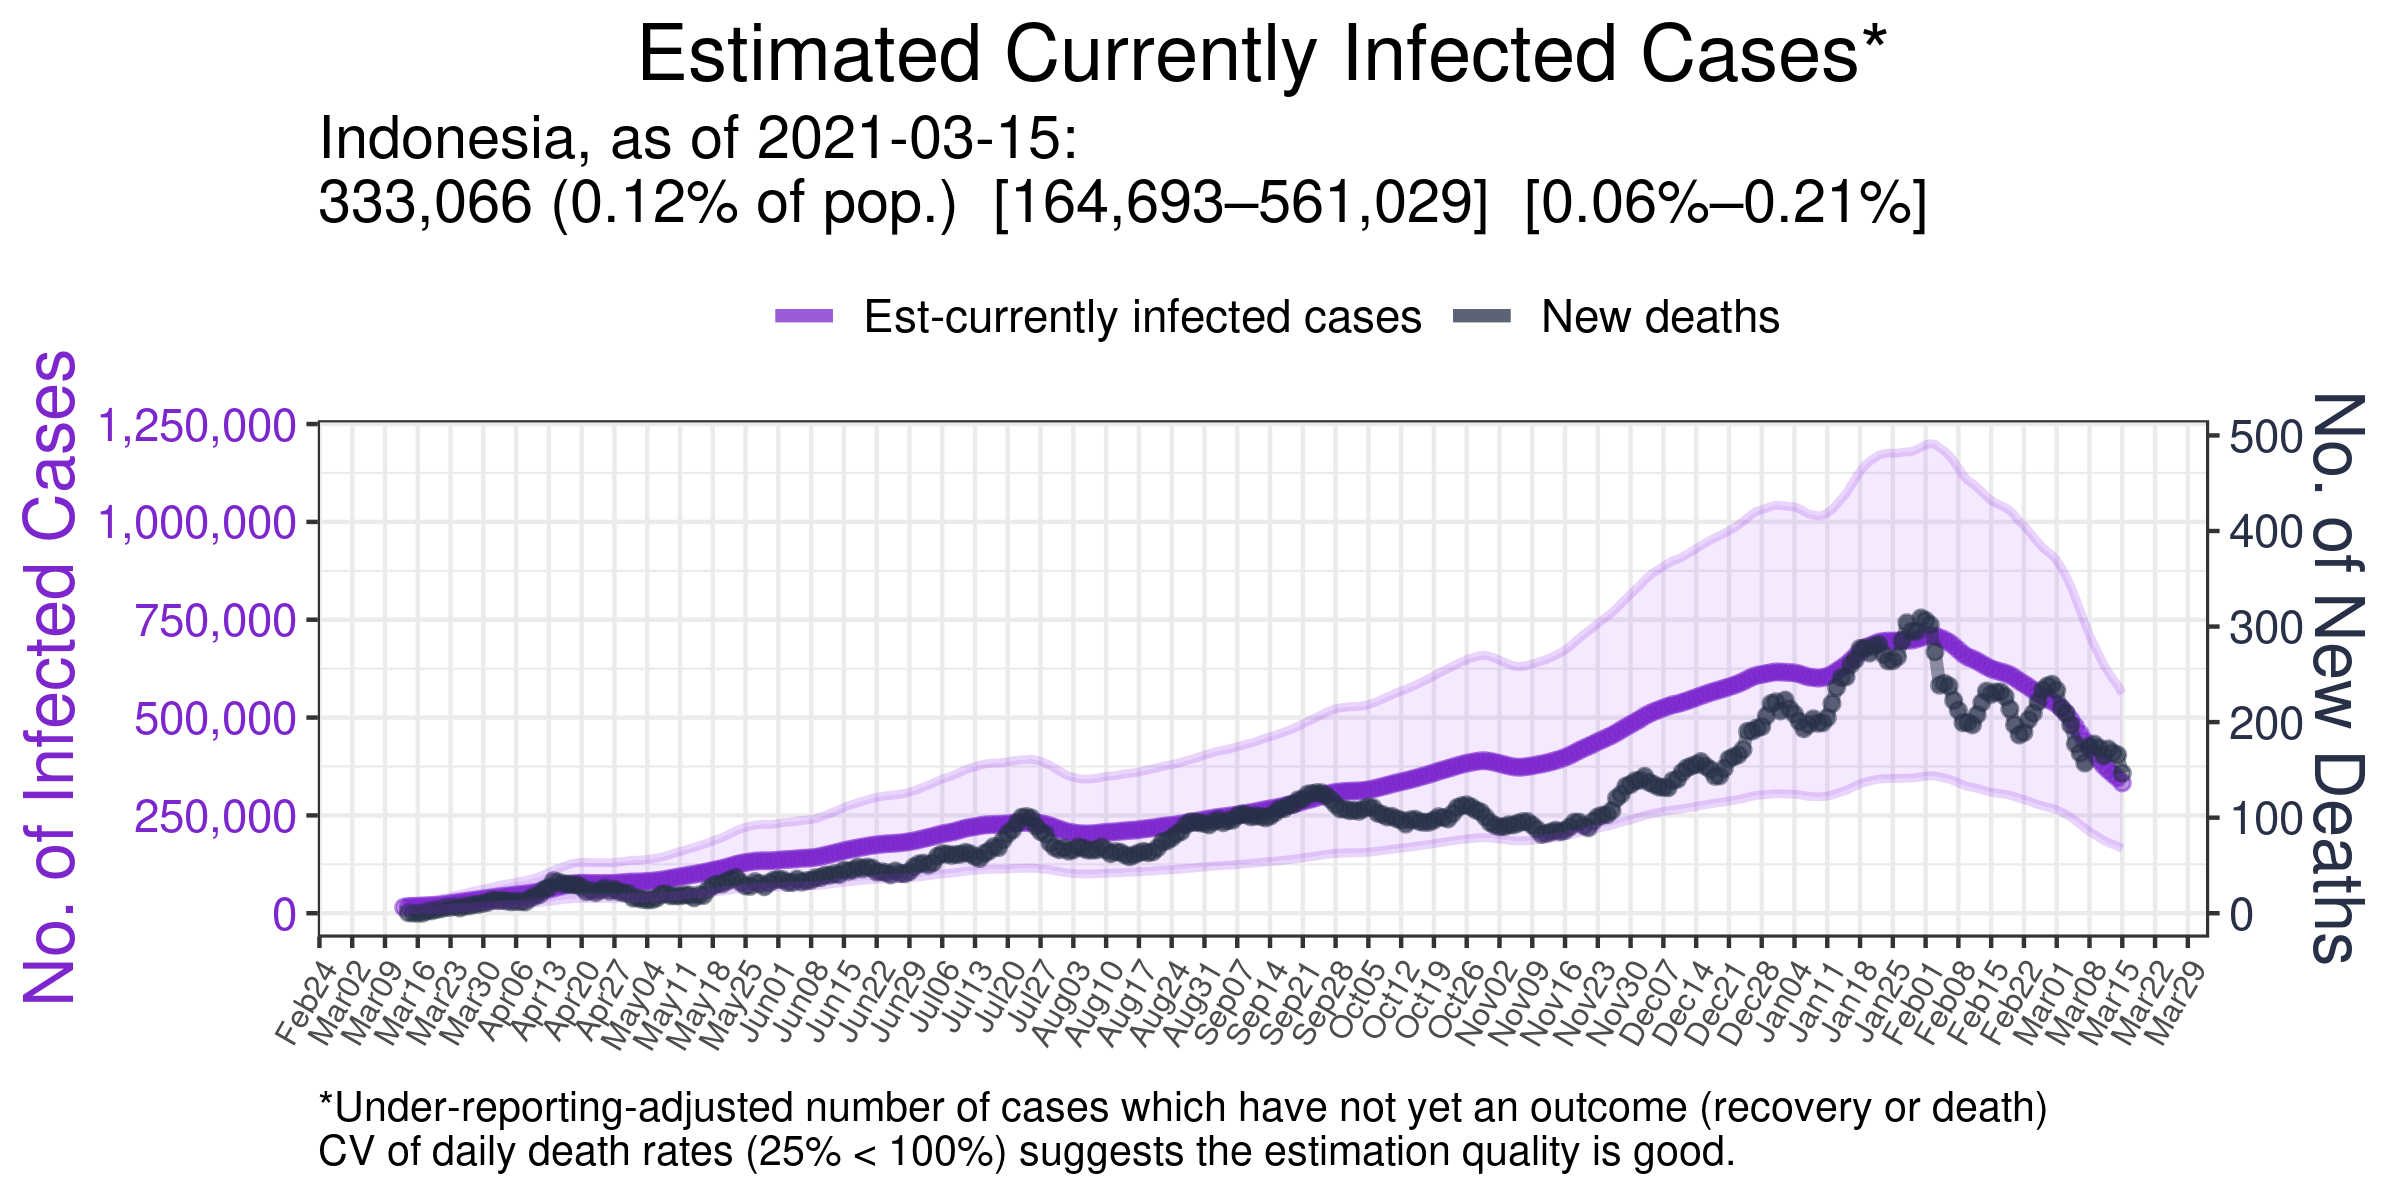 Estimated Currently Infected Cases*
Indonesia, as of 2021-03-15:
333,066 (0.12% of pop.) [164,693–561,029] [0.06%–0.21%]
Est-currently infected cases
New deaths
No. of Infected Cases
1,250,000
1,000,000
750,000
500,000
250,000
0
500
400
300
200
100
0
No. of New Deaths
Feb24
Mar02
Mar09
Mar16
Mar23
Mar30
Apr06
Apr13
Apr20
Apr27
May04
May11
May18
May25
Jun01
Jun08
Jun15
Jun22
Jun29
Jul06
Jul13
Jul20
Jul27
Aug03
Aug10
Aug17
Aug24
Aug31
Sep07
Sep14
Sep21
Sep28
Oct05
Oct12
Oct19
Oct26
Nov02
Nov09
Nov16
Nov23
Nov30
Dec07
Dec14
Dec21
Dec28
Jan04
Jan11
Jan18
Jan25
Feb01
Feb08
Feb15
Feb22
Mar01
Mar08
Mar15
Mar22
Mar29
*Under-reporting-adjusted number of cases which have not yet an outcome (recovery or death)
CV of daily death rates (25% < 100%) suggests the estimation quality is good.